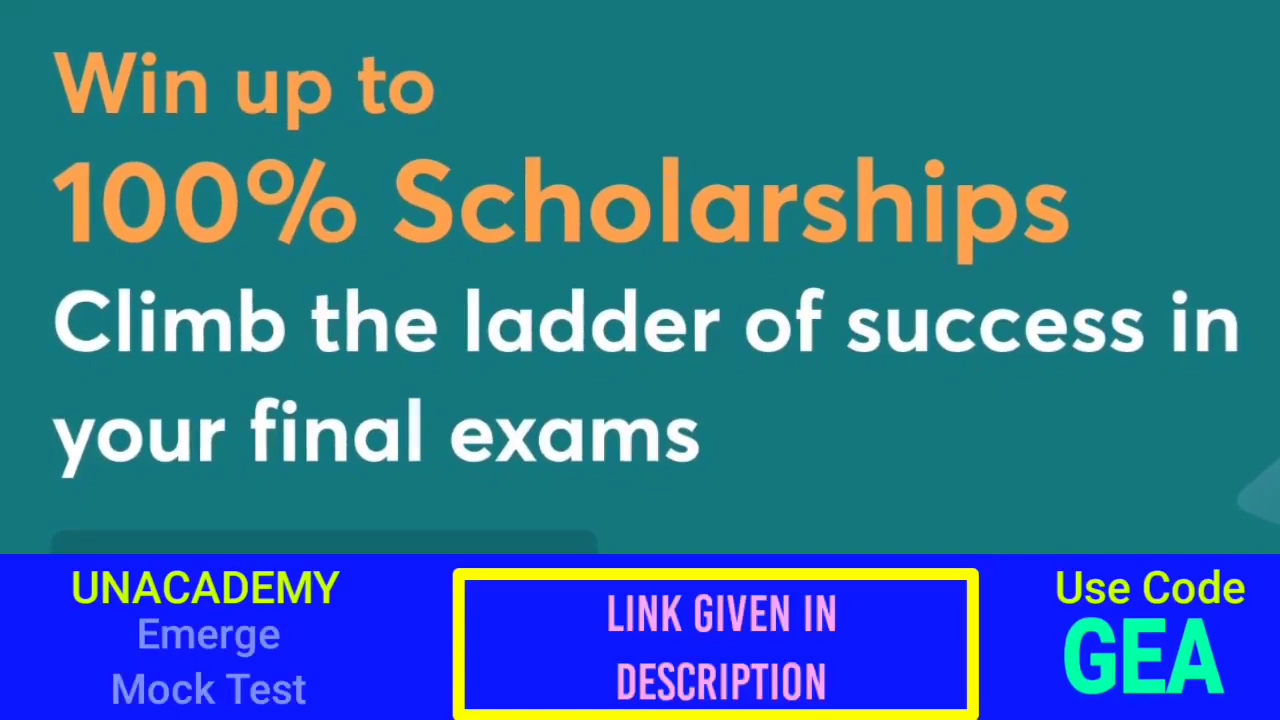 Win up to
100% Scholarships
Climb the ladder of success in
your final exams
UNACADEMY
Emerge
Mock Test
LINK GIVEN IN
DESCRIPTION
Use Code
GEA